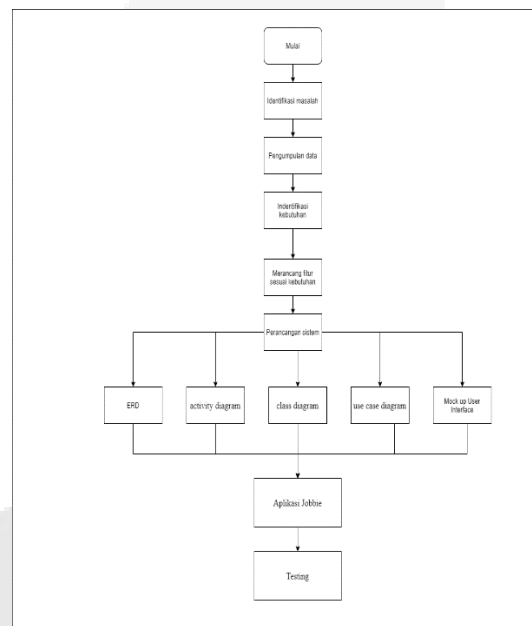 Mulai
Identifikasi masalah
Pengumpulan data
Indentifikasi
kebutuhan
Merancang fitur
sesuai kebutuhan
Perancangan sistem
ERD
activity diagram
class diagram
use case diagram
Mock up User
Interface
Aplikasi Jobbie
Testing